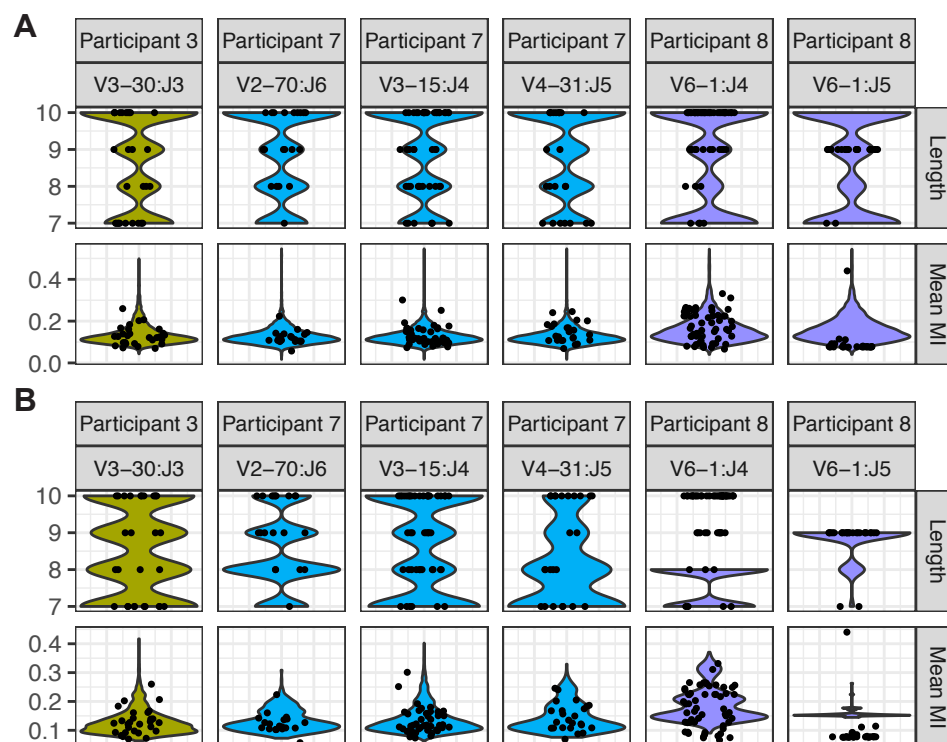 A
Participant 3 Participant 7 Participant 7 Participant 7 Participant 8 Participant 8
V3−30:J3 V2−70:J6 V3−15:J4 V4−31:J5 V6−1:J4 V6−1:J5
10
9
8
7
Length
0.4
0.2
0.0
Mean MI
B
Participant 3 Participant 7 Participant 7 Participant 7 Participant 8 Participant 8
V3−30:J3 V2−70:J6 V3−15:J4 V4−31:J5 V6−1:J4 V6−1:J5
10
9
8
7
Length
0.4
0.3
0.2
0.1
Mean MI